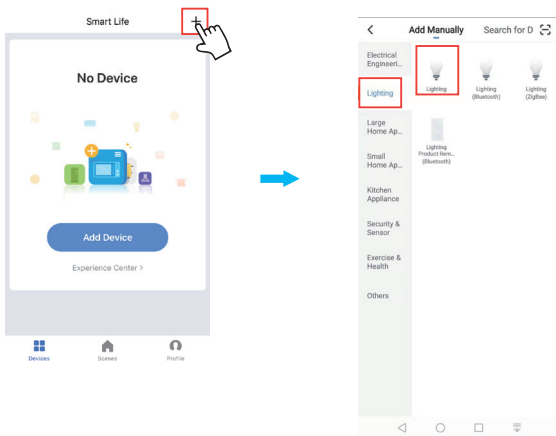 Smart Life
+
No Device
Add Device
Experience Center >
Devices
Scenes
Profile
Add Manually
Search for D
Electrical
Engineeri...
Lighting
Large
Home Ap...
Small
Home Ap...
Kitchen
Appliance
Security &
Sensor
Exercise &
Health
Others
Lighting
Lighting
(Bluetooth)
Lighting
(ZigBee)
Lighting
Product Rem...
(Bluetooth)